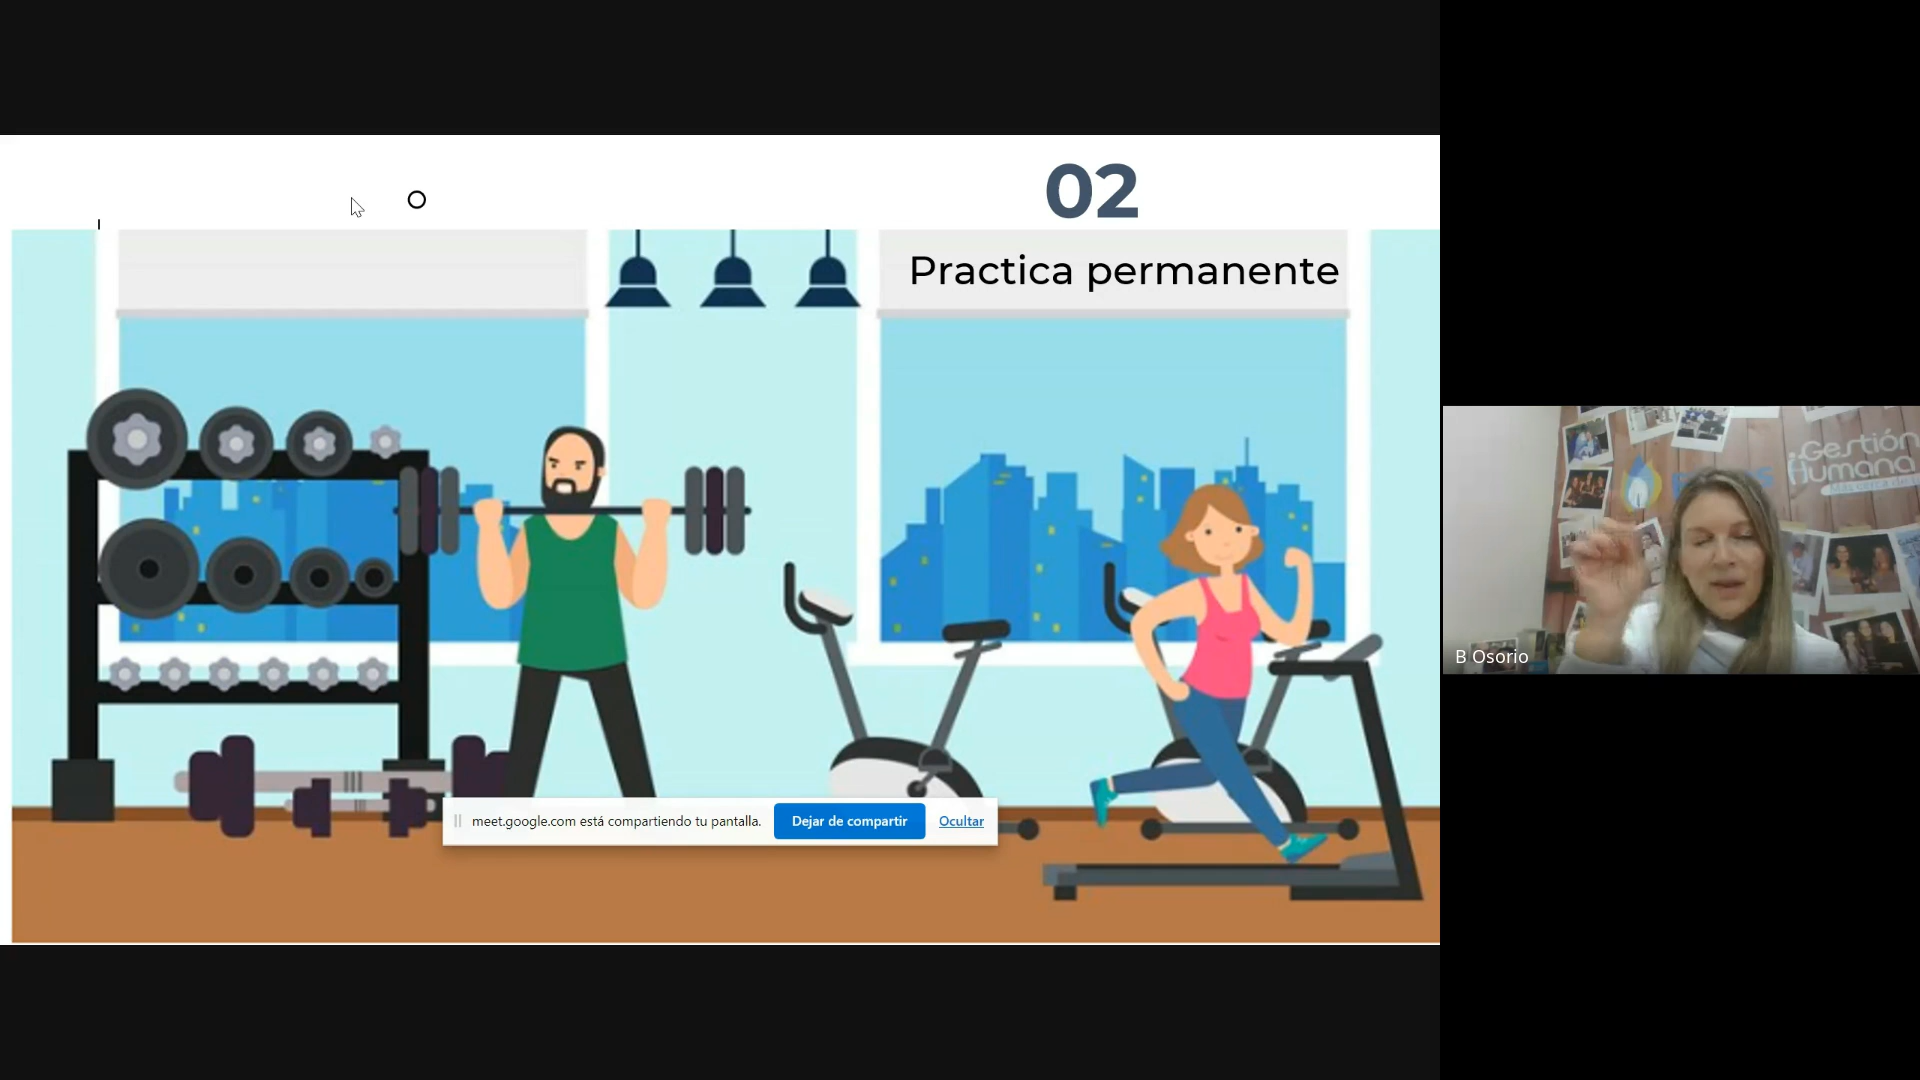 02
Practica permanente
meet.google.com está compartiendo tu pantalla.
Dejar de compartir
Ocultar
Gestión
Humana
B Osorio